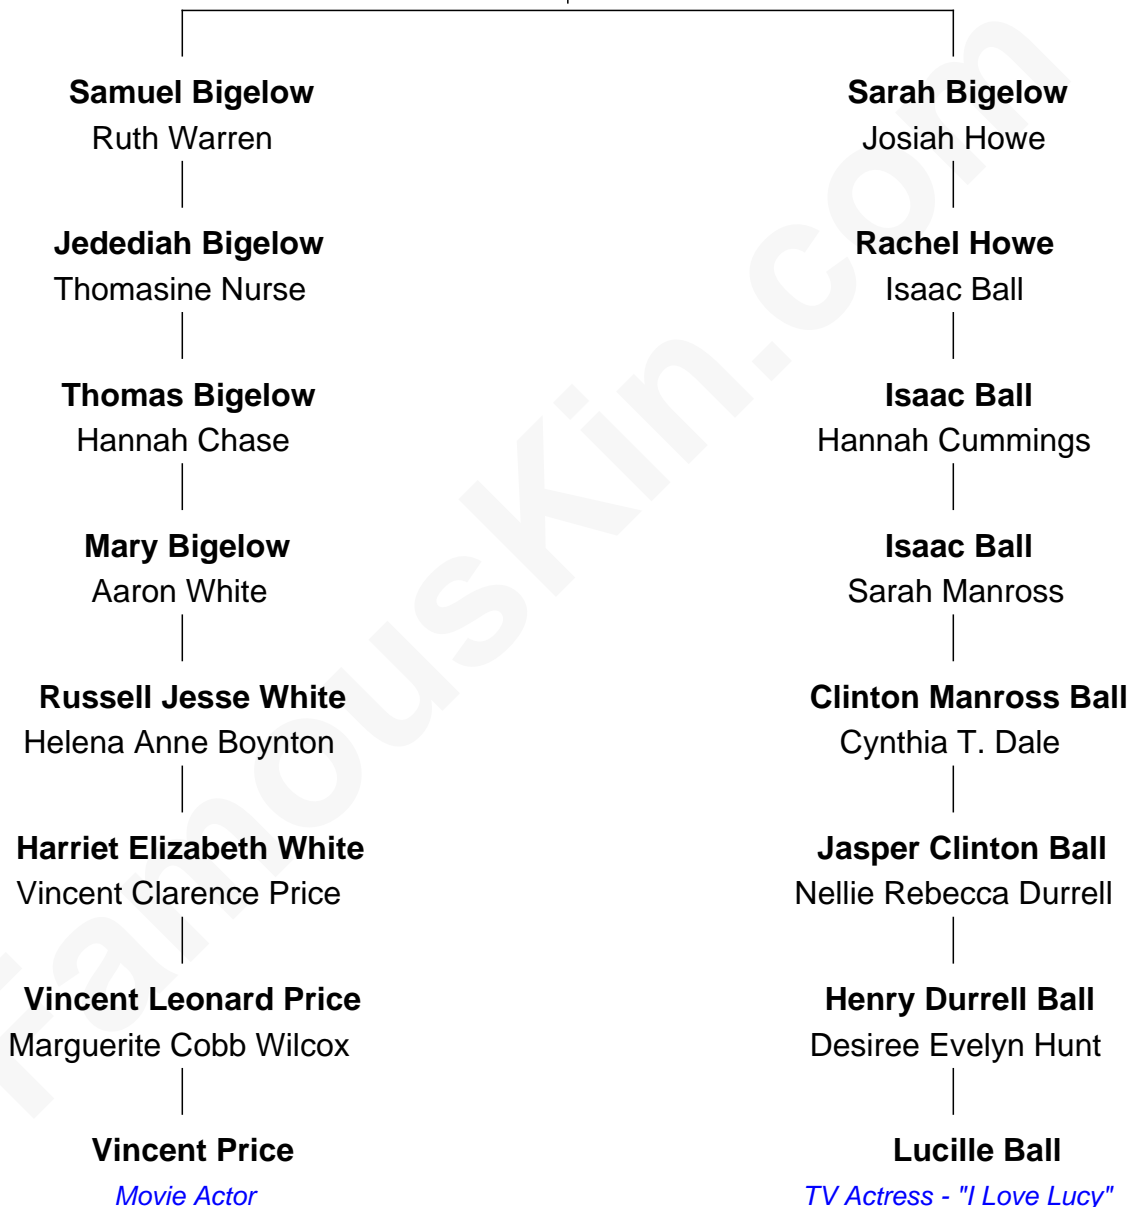 Samuel Bigelow
Ruth Warren
Sarah Bigelow
Josiah Howe
Jedediah Bigelow
Thomasine Nurse
Rachel Howe
Isaac Ball
Thomas Bigelow
Hannah Chase
Isaac Ball
Hannah Cummings
Mary Bigelow
Aaron White
Isaac Ball
Sarah Manross
Russell Jesse White
Helena Anne Boynton
Clinton Manross Ball
Cynthia T. Dale
Harriet Elizabeth White
Vincent Clarence Price
Jasper Clinton Ball
Nellie Rebecca Durrell
Vincent Leonard Price
Marguerite Cobb Wilcox
Henry Durrell Ball
Desiree Evelyn Hunt
Vincent Price
Movie Actor
Lucille Ball
TV Actress - "I Love Lucy"
FamousKin.com